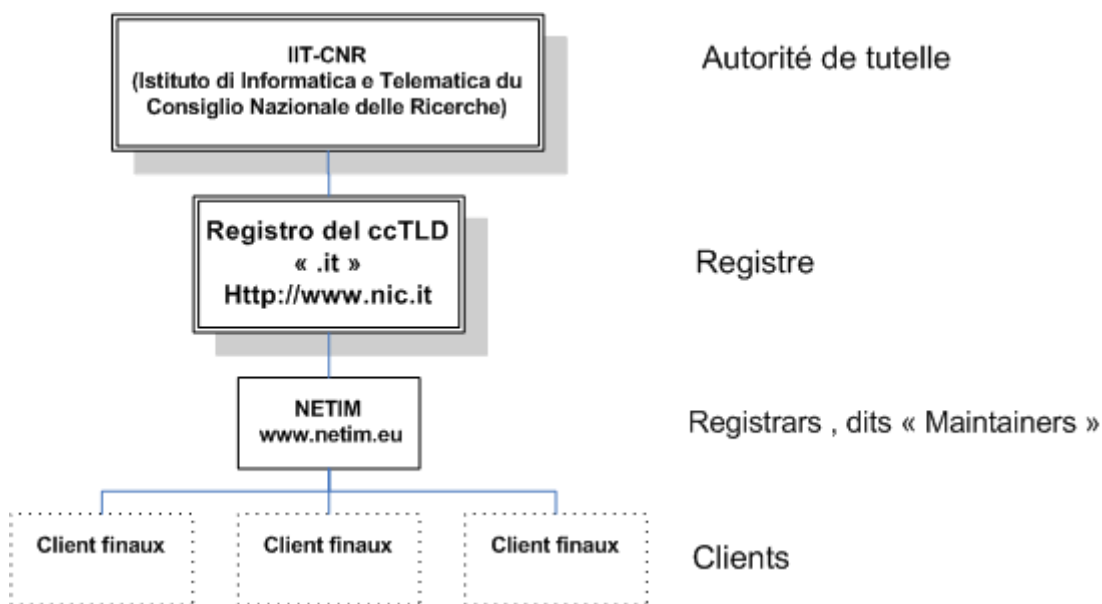 IIT-CNR
(Istituto di Informatica e Telematica du
Consiglio Nazionale delle Ricerche)
Autorité de tutelle
Registro del ccTLD
« .it »
Http://www.nic.it
Registre
NETIM
www.netim.eu
Registrars , dits « Maintainers »
Client finaux
Client finaux
Client finaux
Clients